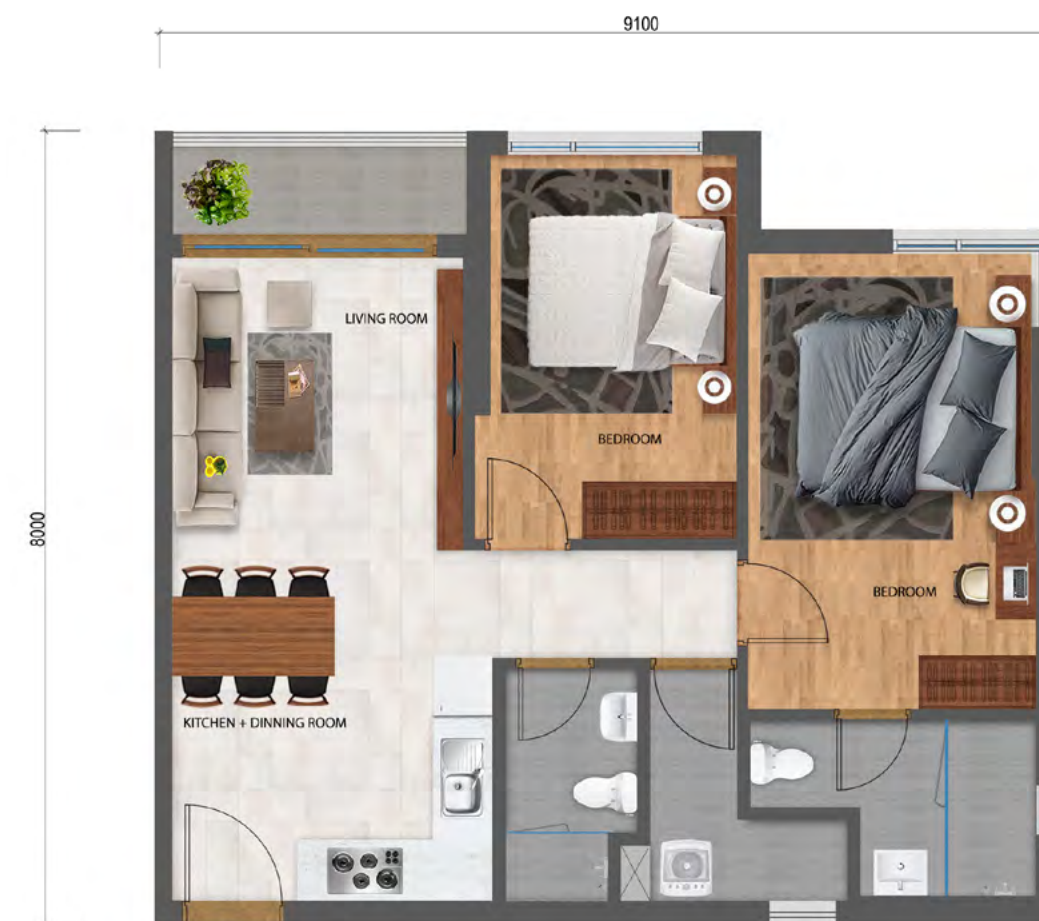 9100
8000
LIVING ROOM
BEDROOM
BEDROOM
KITCHEN + DINNING ROOM